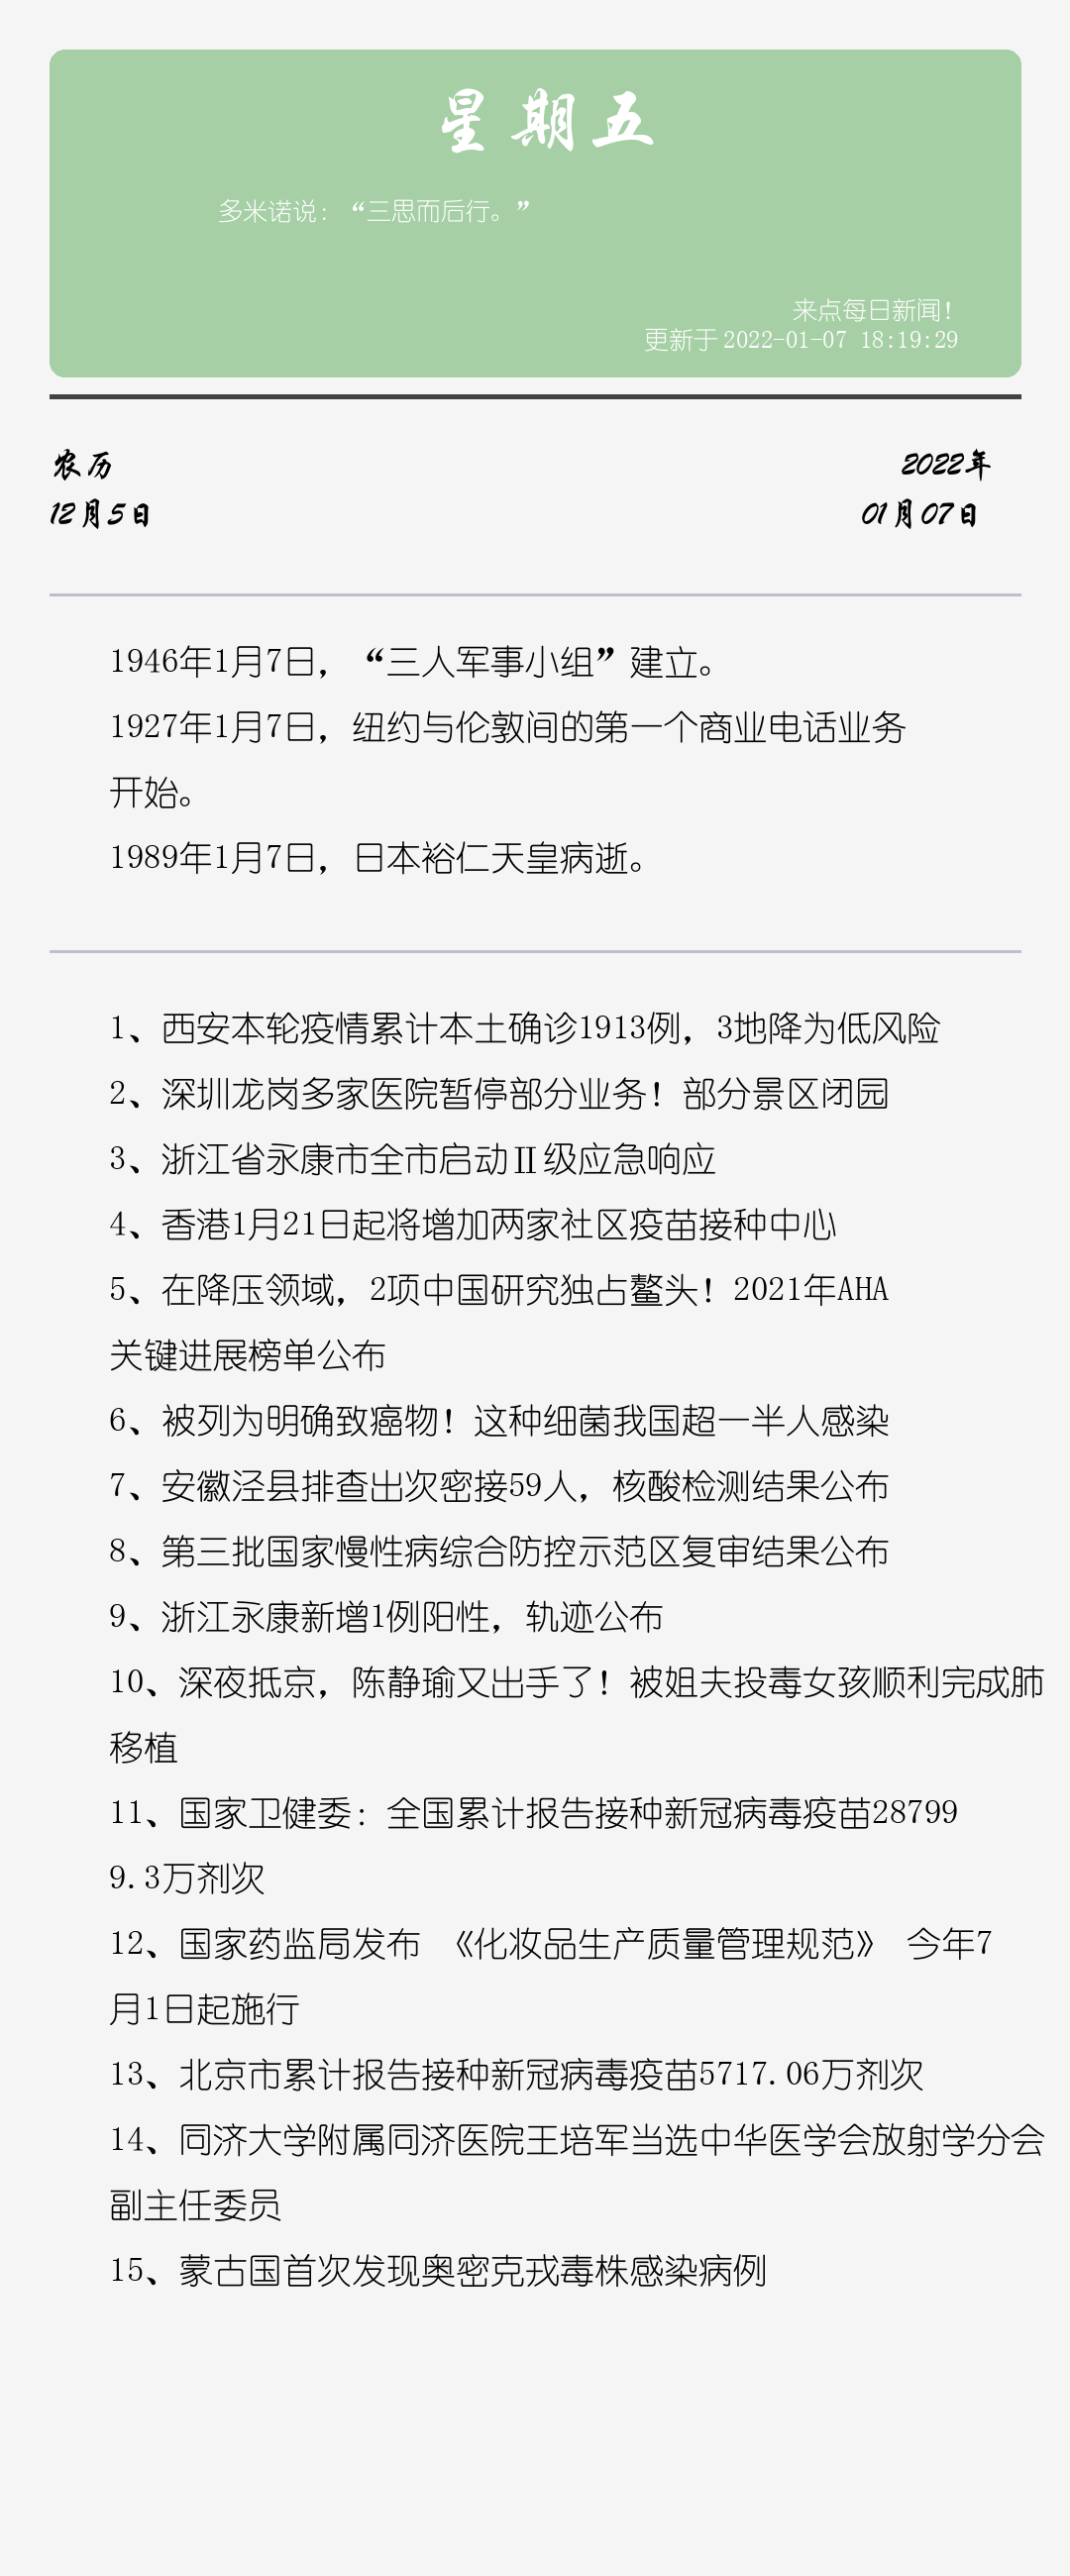 星期五
多米诺说：“三思而后行。”
来点每日新闻！
更新于 2022-01-07 18:19:29
农历
2022年
12月5日
01月07日
1946年1月7日，“三人军事小组”建立。
1927年1月7日，纽约与伦敦间的第一个商业电话业务
开始。
1989年1月7日，日本裕仁天皇病逝。
1、西安本轮疫情累计本土确诊1913例，3地降为低风险
2、深圳龙岗多家医院暂停部分业务！部分景区闭园
3、浙江省永康市全市启动Ⅱ级应急响应
4、香港1月21日起将增加两家社区疫苗接种中心
5、在降压领域，2项中国研究独占鳌头！2021年AHA
关键进展榜单公布
6、被列为明确致癌物！这种细菌我国超一半人感染
7、安徽泾县排查出次密接59人，核酸检测结果公布
8、第三批国家慢性病综合防控示范区复审结果公布
9、浙江永康新增1例阳性，轨迹公布
10、深夜抵京，陈静瑜又出手了！被姐夫投毒女孩顺利完成肺
移植
11、国家卫健委：全国累计报告接种新冠病毒疫苗28799
9.3万剂次
12、国家药监局发布 《化妆品生产质量管理规范》 今年7
月1日起施行
13、北京市累计报告接种新冠病毒疫苗5717.06万剂次
14、同济大学附属同济医院王培军当选中华医学会放射学分会
副主任委员
15、蒙古国首次发现奥密克戎毒株感染病例